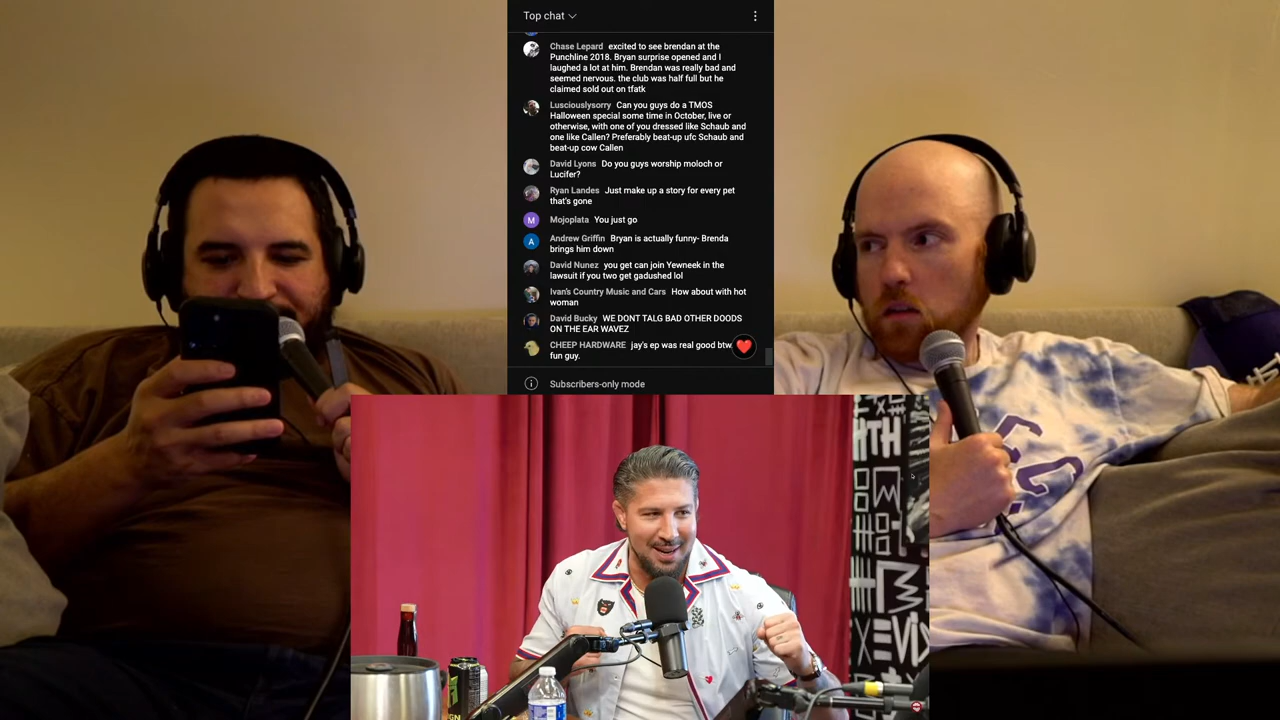 Top chat
Chase Lepard excited to see brendan at the
Punchline 2018. Bryan surprise opened and I
laughed a lot at him. Brendan was really bad and
seemed nervous. the club was half full but he
claimed sold out on tfatk
Lusciouslysorry Can you guys do a TMOS
Halloween special some time in October, live or
otherwise, with one of you dressed like Schaub and
one like Callen? Preferably beat-up ufc Schaub and
beat-up cow Callen
David Lyons Do you guys worship moloch or
Lucifer?
Ryan Landes Just make up a story for every pet
that's gone
M Mojoplata You just go
A Andrew Griffin Bryan is actually funny- Brenda
brings him down
David Nunez you get can join Yewneek in the
lawsuit if you two get gadushed lol
Ivan's Country Music and Cars How about with hot
woman
David Bucky WE DONT TALG BAD OTHER DOODS
ON THE EAR WAVEZ
CHEEP HARDWARE jay's ep was real good btw
fun guy.
Subscribers-only mode